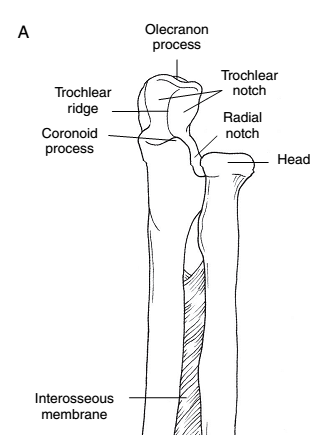 A
Olecranon
process
Trochlear
ridge
Trochlear
notch
Coronoid
process
Radial
notch
Head
Interosseous
membrane